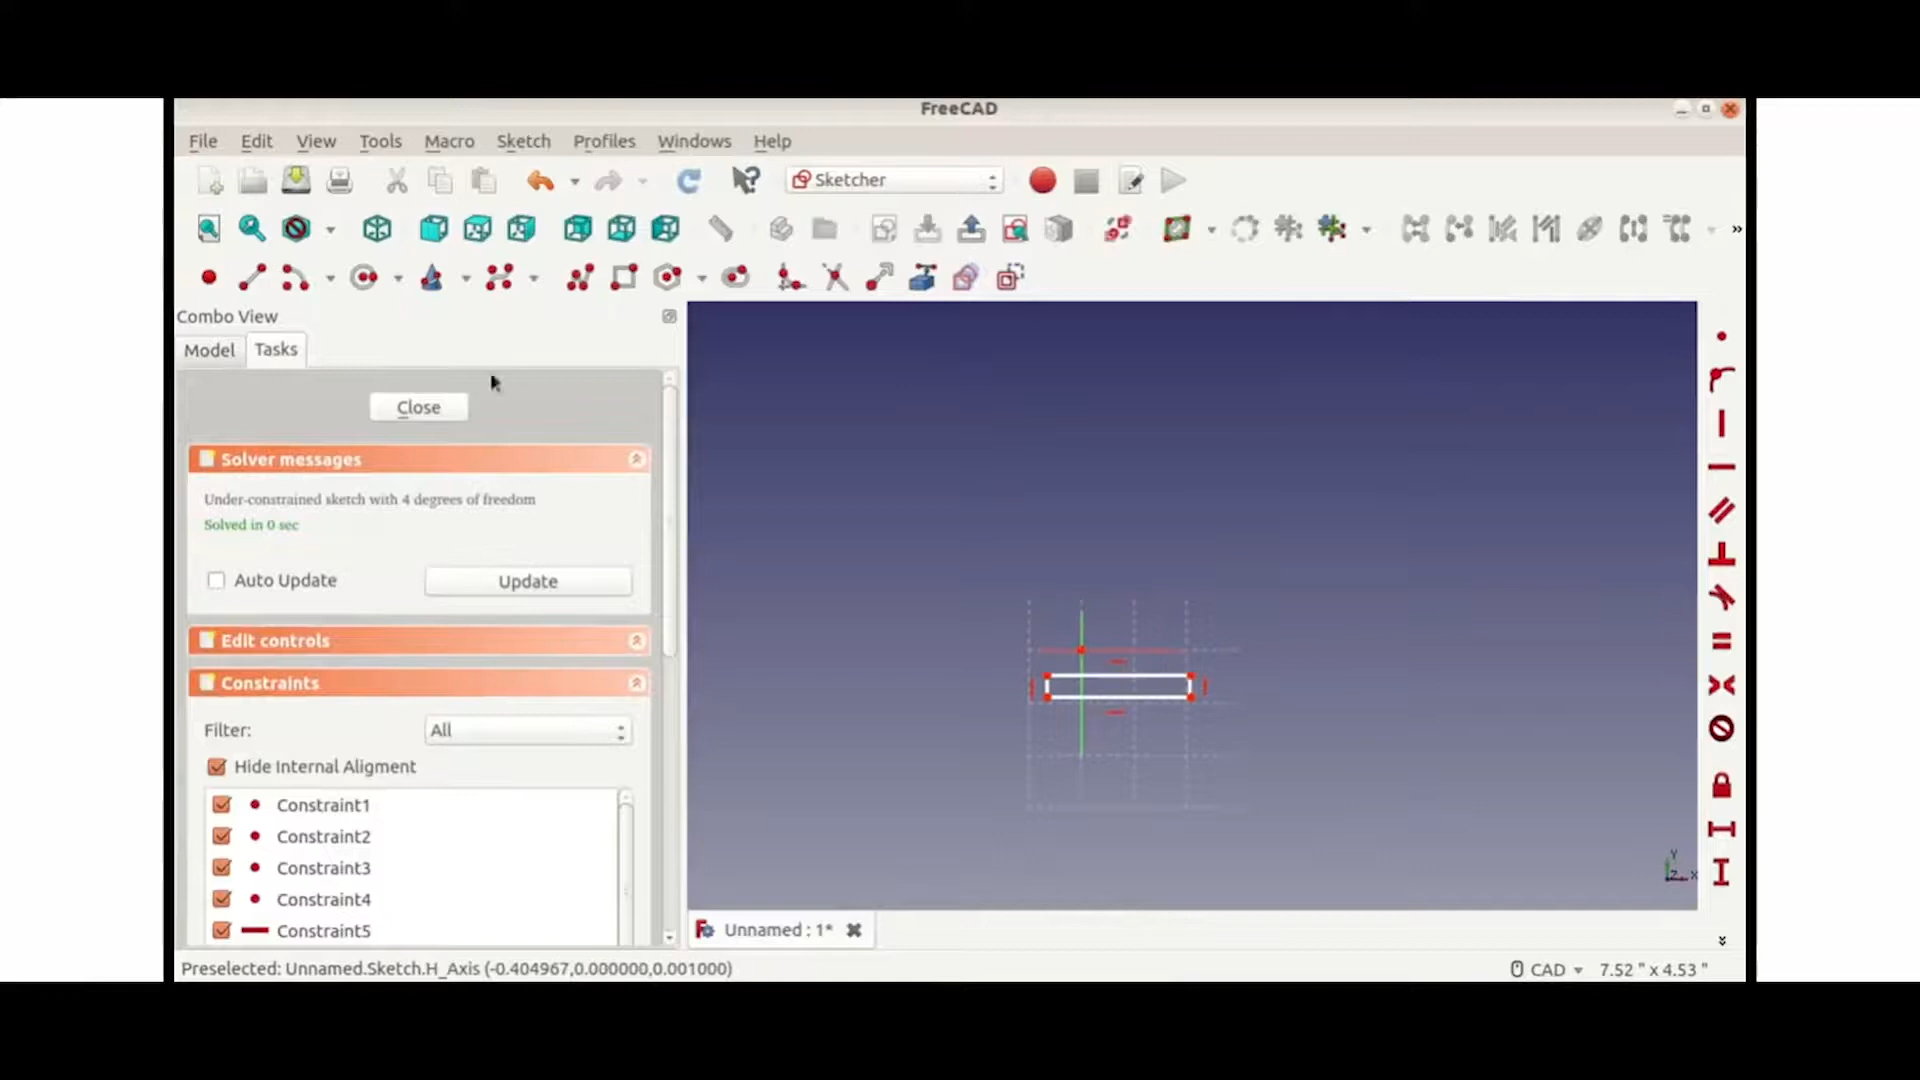 FreeCAD
File Edit View Tools Macro Sketch Profiles Windows Help
Sketcher
»
Combo View
Model Tasks
Close
Solver messages
Under-constrained sketch with 4 degrees of freedom
Solved in 0 sec
Auto Update Update
Edit controls
Constraints
Filter: All
Hide Internal Aligment
Constraint1
Constraint2
Constraint3
Constraint4
Constraint5
Y
Z X
Unnamed : 1*
Preselected: Unnamed.Sketch.H_Axis (-0.404967,0.000000,0.001000) CAD 7.52 " x 4.53 "